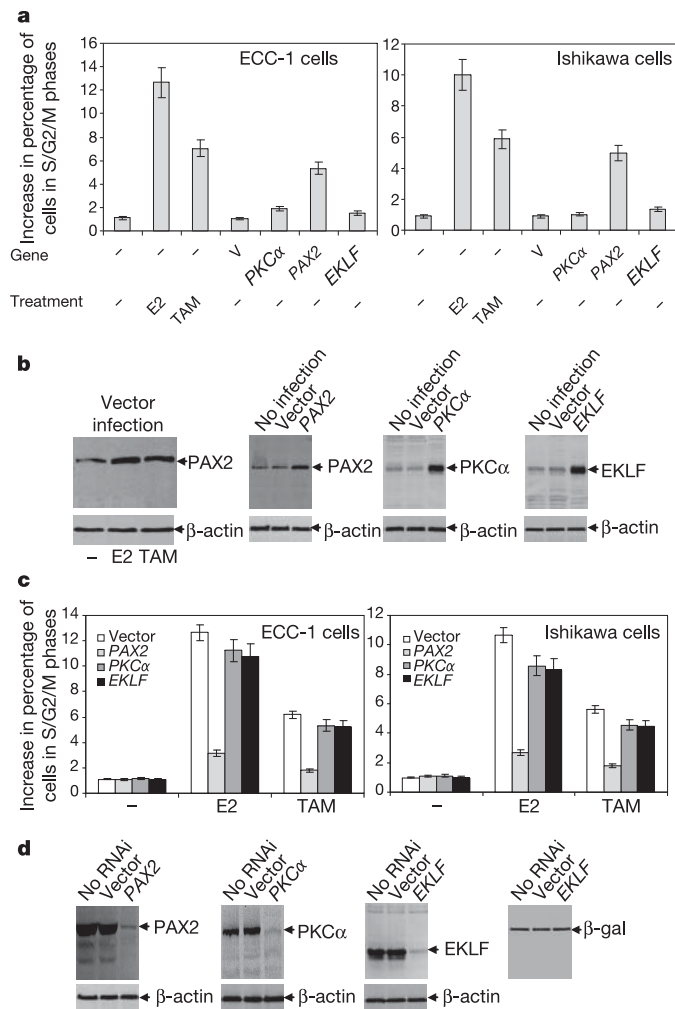 a
Increase in percentage of
cells in S/G2/M phases
16
14
12
10
8
6
4
2
0
ECC-1 cells
12
10
8
6
4
2
0
Ishikawa cells
Gene
- - - V PKCα PAX2 EKLF
- - - V PKCα PAX2 EKLF
Treatment
- E2 TAM - - - -
- E2 TAM - - - -
b
Vector
infection
PAX2
β-actin
- E2 TAM
No infection
Vector
PAX2
PAX2
β-actin
No infection
Vector
PKCα
PKCα
β-actin
No infection
Vector
EKLF
EKLF
β-actin
c
Increase in percentage of
cells in S/G2/M phases
14
12
10
8
6
4
2
0
Vector
PAX2
PKCα
EKLF
ECC-1 cells
- E2 TAM
12
10
8
6
4
2
0
Vector
PAX2
PKCα
EKLF
Ishikawa cells
- E2 TAM
d
No RNAi
Vector
PAX2
PAX2
β-actin
No RNAi
Vector
PKCα
PKCα
β-actin
No RNAi
Vector
EKLF
EKLF
β-actin
No RNAi
Vector
EKLF
β-gal